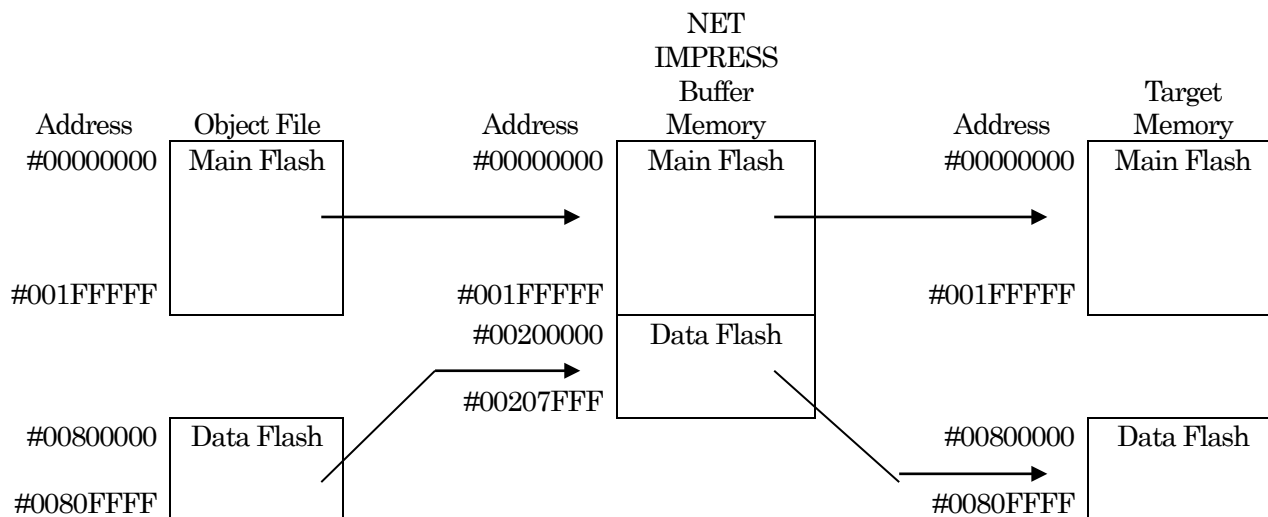 NET
IMPRESS
Buffer
Memory
Target
Memory
Address
Object File
Address
Address
#00000000
Main Flash
#00000000
Main Flash
#00000000
Main Flash
#001FFFFF
#001FFFFF
#001FFFFF
#00200000
Data Flash
#00207FFF
#00800000
Data Flash
#00800000
Data Flash
#0080FFFF
#0080FFFF